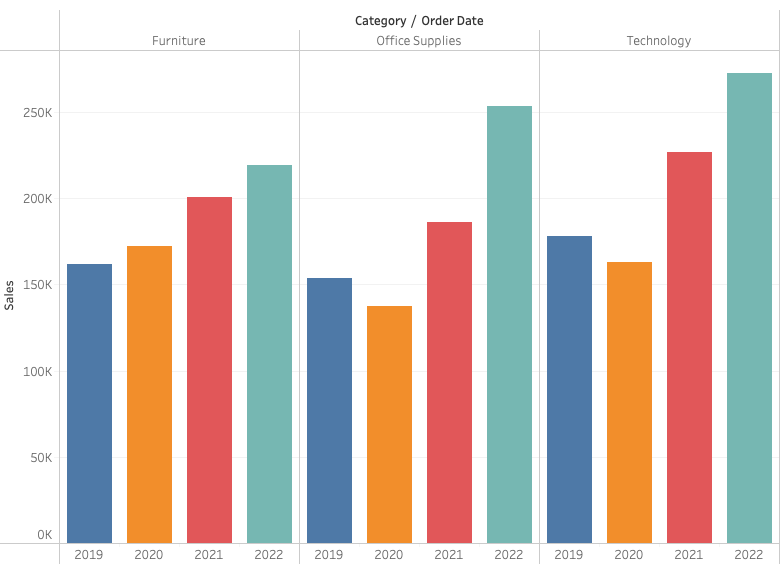 Category / Order Date
Furniture Office Supplies Technology
Sales
250K
200K
150K
100K
50K
0K
2019 2020 2021 2022 2019 2020 2021 2022 2019 2020 2021 2022